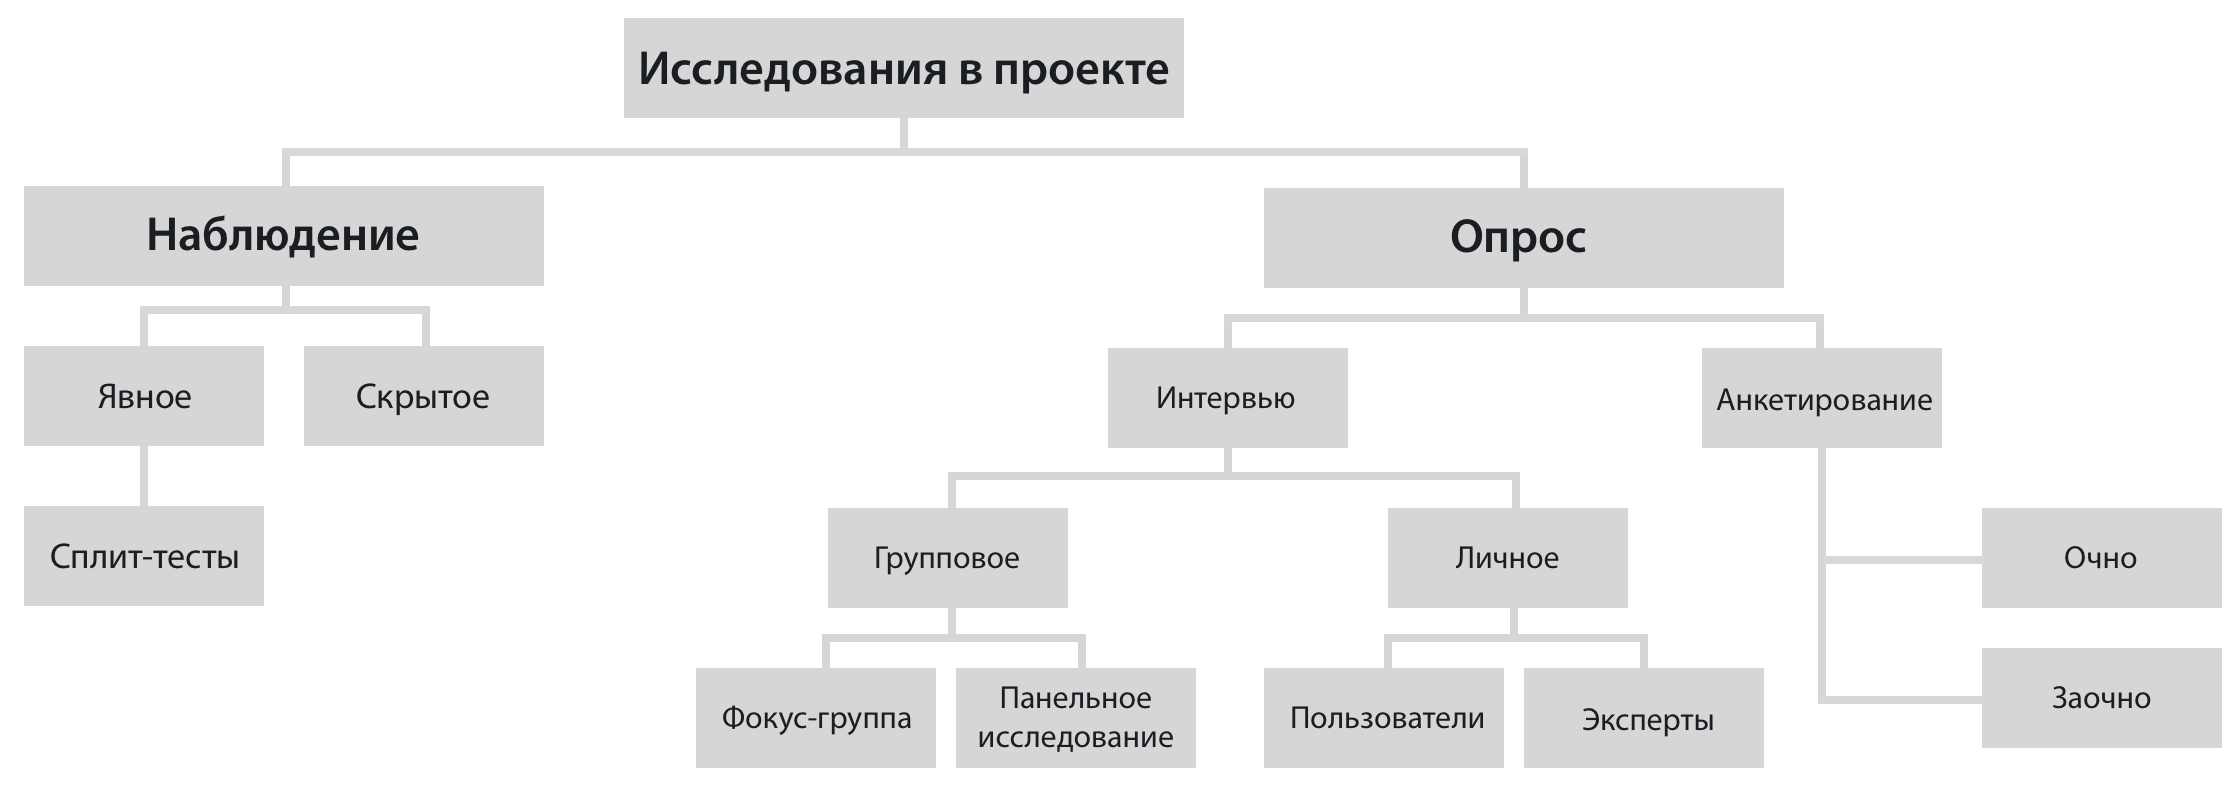 Исследования в проекте
Наблюдение
Опрос
Явное
Скрытое
Интервью
Анкетирование
Сплит-тесты
Групповое
Личное
Очно
Фокус-группа
Панельное
исследование
Пользователи
Эксперты
Заочно